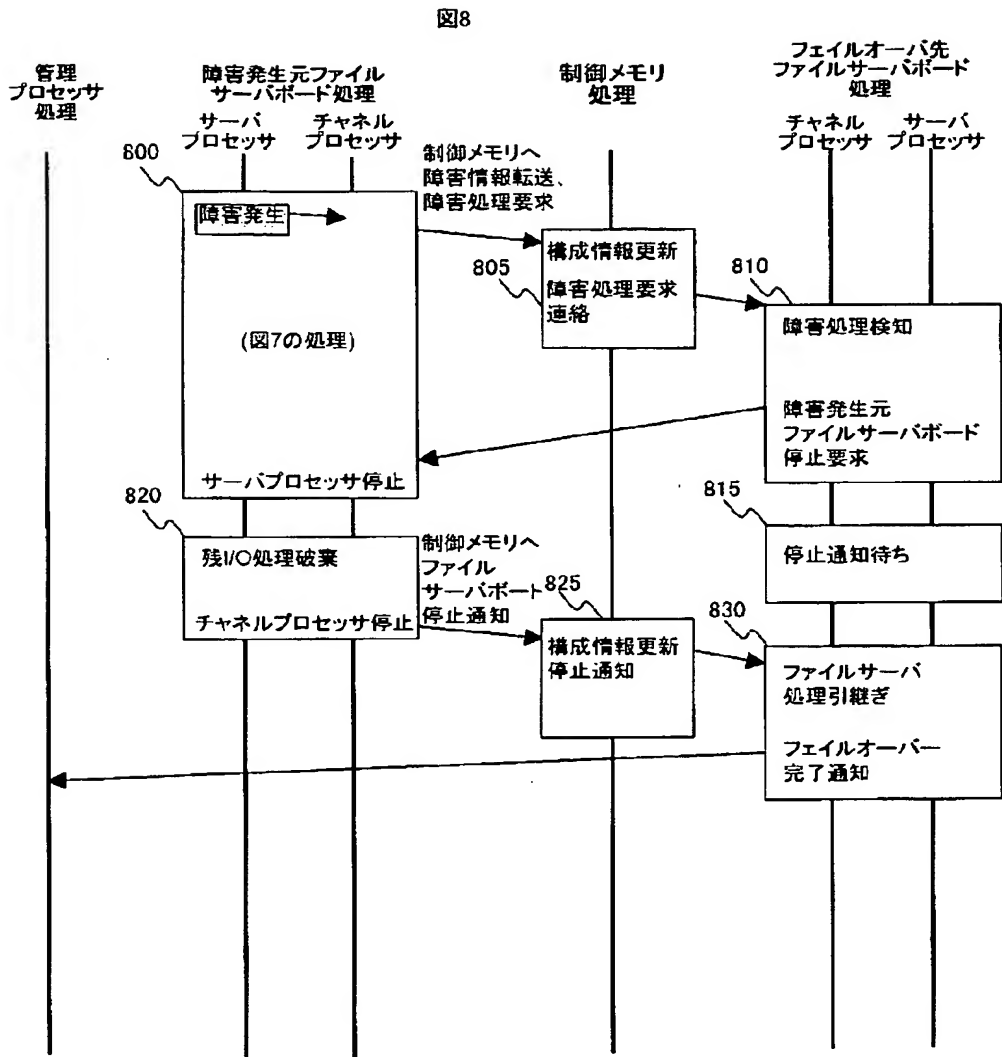 図8
管理
プロセッサ
処理
障害発生元ファイル
サーバボード処理
サーバ
プロセッサ
チャネル
プロセッサ
制御メモリ
処理
フェイルオーバ先
ファイルサーバボード
処理
チャネル
プロセッサ
サーバ
プロセッサ
800
障害発生
(図7の処理)
サーバプロセッサ停止
制御メモリへ
障害情報転送、
障害処理要求
805
構成情報更新
障害処理要求
連絡
810
障害処理検知
障害発生元
ファイルサーバボード
停止要求
815
停止通知待ち
820
残I/O処理破棄
チャネルプロセッサ停止
制御メモリへ
ファイル
サーバボート
停止通知
825
構成情報更新
停止通知
830
ファイルサーバ
処理引継ぎ
フェイルオーバー
完了通知